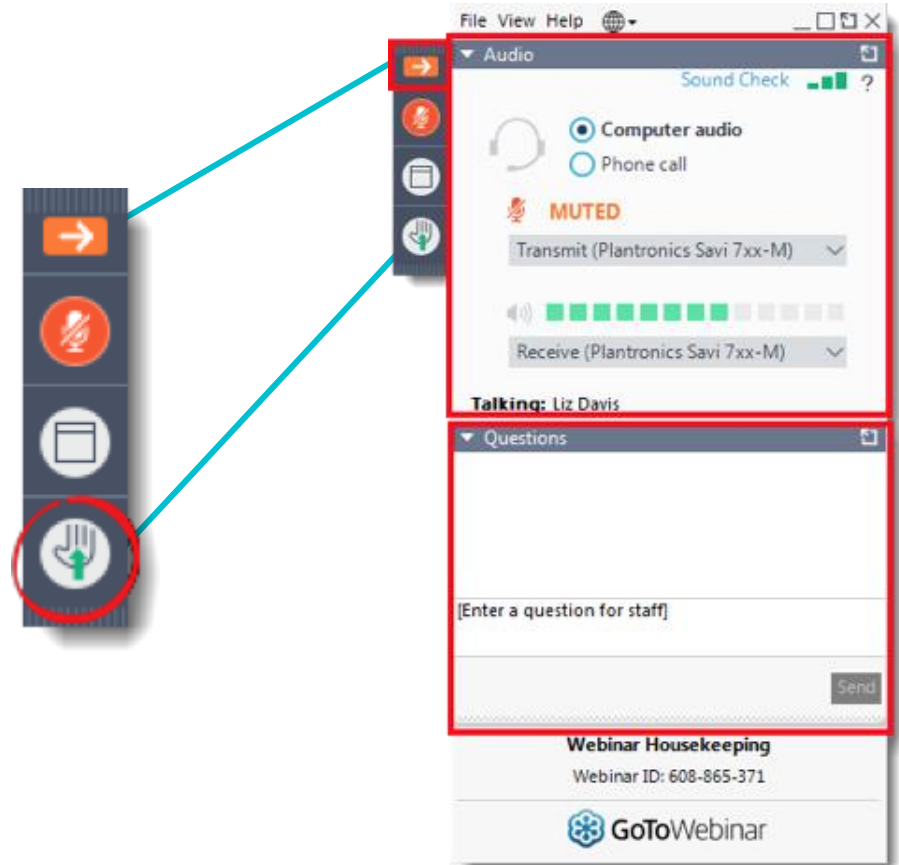 File View Help
Audio
Sound Check ?
Computer audio
Phone call
MUTED
Transmit (Plantronics Savi 7xx-M)
Receive (Plantronics Savi 7xx-M)
Talking: Liz Davis
Questions
[Enter a question for staff]
Send
Webinar Housekeeping
Webinar ID: 608-865-371
GoToWebinar